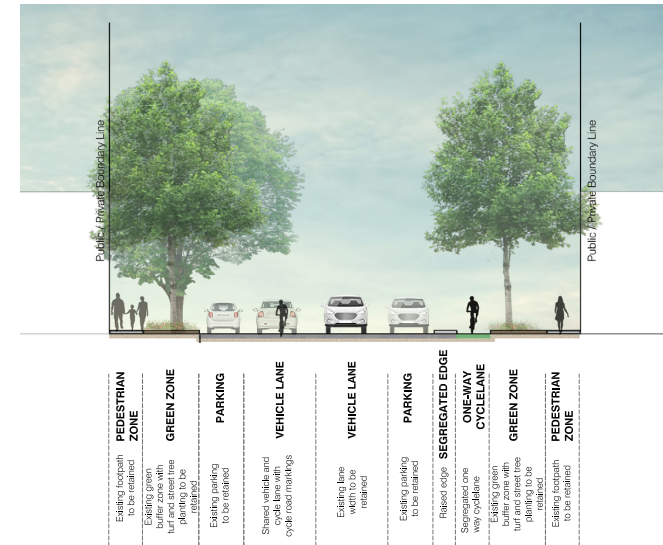 Public / Private Boundary Line
Public / Private Boundary Line
PEDESTRIAN
ZONE
GREEN ZONE
PARKING
VEHICLE LANE
VEHICLE LANE
PARKING
SEGREGATED EDGE
ONE-WAY
CYCLELANE
GREEN ZONE
PEDESTRIAN
ZONE
Existing footpath
to be retained
Existing green
buffer zone with
turf and street tree
planting to be
retained
Existing parking
to be retained
Shared vehicle and
cycle lane with
cycle road markings
Existing lane
width to be
retained
Existing parking
to be retained
Raised edge
Segregated one
way cyclelane
Existing green
buffer zone with
turf and street tree
planting to be
retained
Existing footpath
to be retained